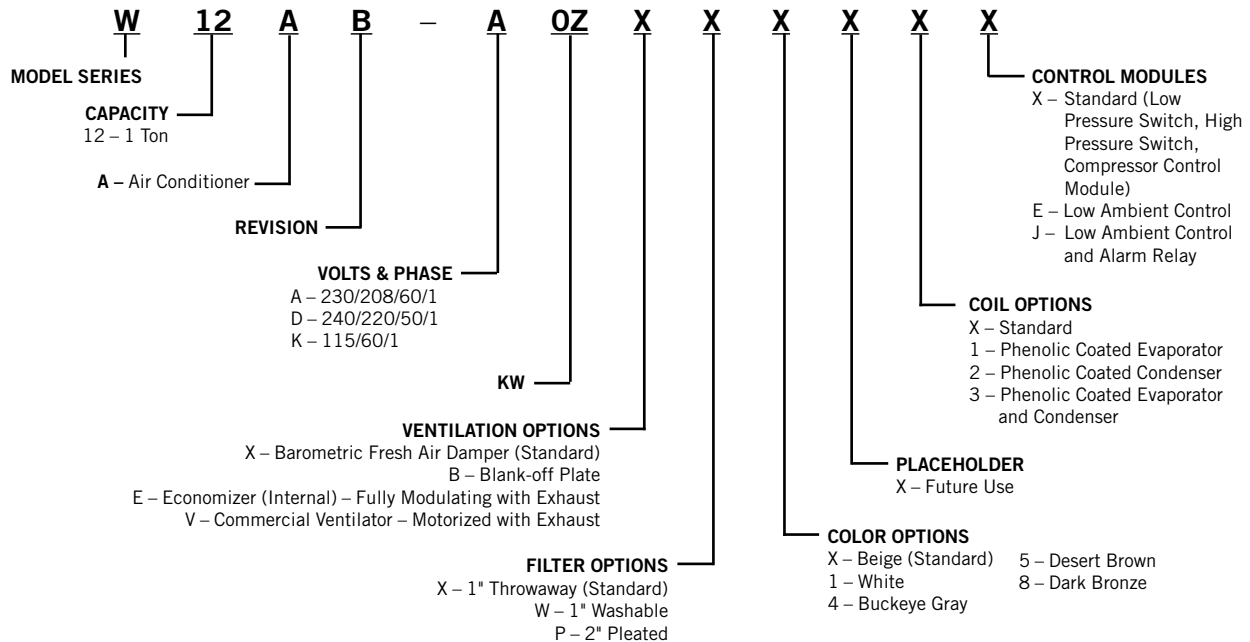 W 12 A B – A 0Z X X X X X X
MODEL SERIES
CAPACITY
12 – 1 Ton
A – Air Conditioner
REVISION
VOLTS & PHASE
A – 230/208/60/1
D – 240/220/50/1
K – 115/60/1
KW
VENTILATION OPTIONS
X – Barometric Fresh Air Damper (Standard)
B – Blank-off Plate
E – Economizer (Internal) – Fully Modulating with Exhaust
V – Commercial Ventilator – Motorized with Exhaust
FILTER OPTIONS
X – 1" Throwaway (Standard)
W – 1" Washable
P – 2" Pleated
COLOR OPTIONS
X – Beige (Standard)
1 – White
4 – Buckeye Gray
5 – Desert Brown
8 – Dark Bronze
PLACEHOLDER
X – Future Use
COIL OPTIONS
X – Standard
1 – Phenolic Coated Evaporator
2 – Phenolic Coated Condenser
3 – Phenolic Coated Evaporator
and Condenser
CONTROL MODULES
X – Standard (Low
Pressure Switch, High
Pressure Switch,
Compressor Control
Module)
E – Low Ambient Control
J – Low Ambient Control
and Alarm Relay